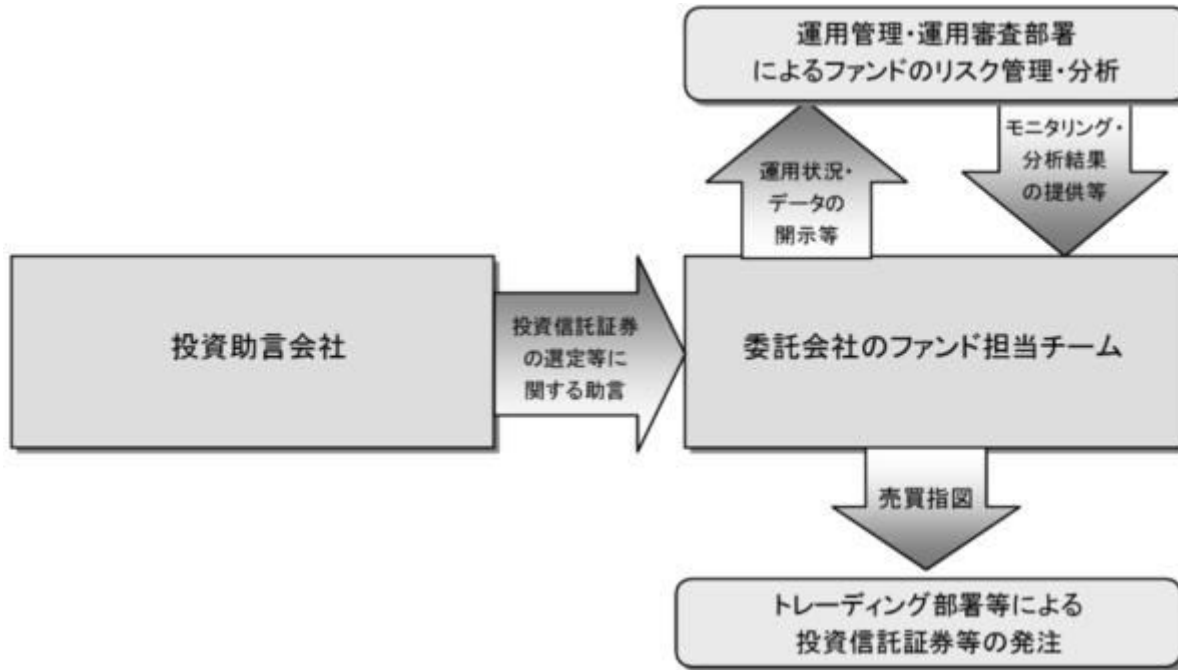 運用管理・運用審査部署
によるファンドのリスク管理・分析
運用状況・
データの
開示等
モニタリング・
分析結果
の提供等
投資助言会社
投資信託証券
の選定等に
関する助言
委託会社のファンド担当チーム
売買指図
トレーディング部署等による
投資信託証券等の発注